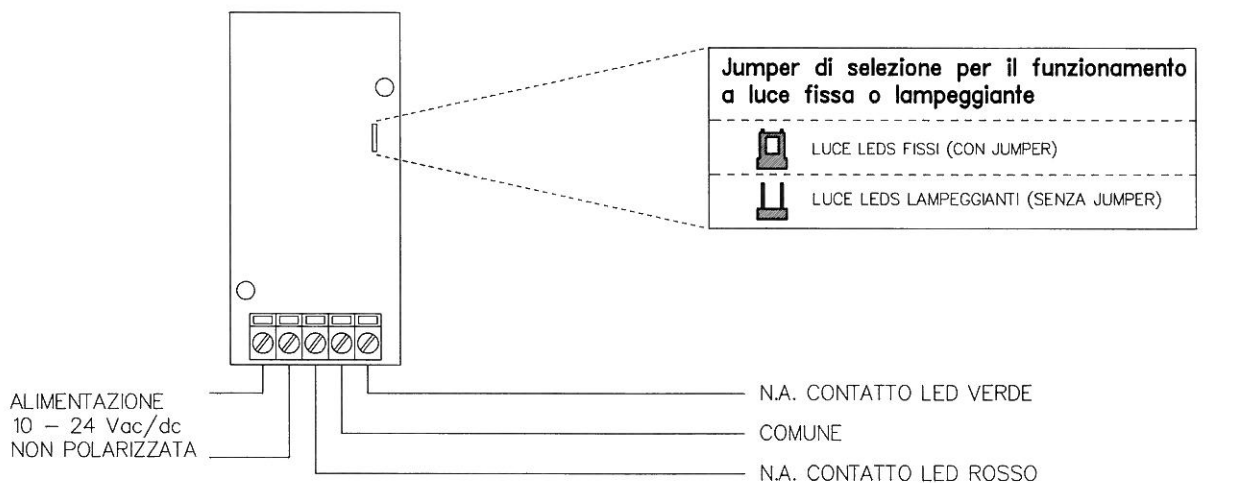 Jumper di selezione per il funzionamento
a luce fissa o lampeggiante
LUCE LEDS FISSI (CON JUMPER)
LUCE LEDS LAMPEGGIANTI (SENZA JUMPER)
ALIMENTAZIONE
10 – 24 Vac/dc
NON POLARIZZATA
N.A. CONTATTO LED VERDE
COMUNE
N.A. CONTATTO LED ROSSO